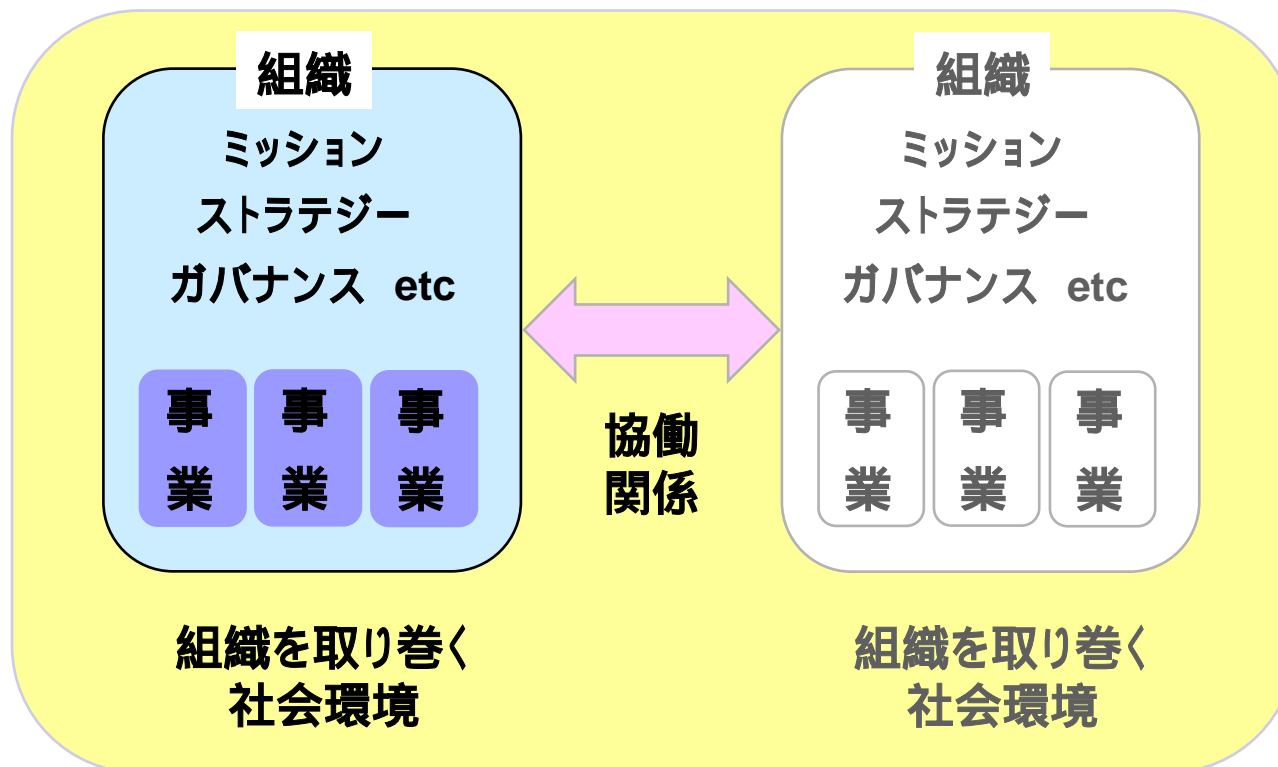 組織
ミッション
ストラテジー
ガバナンス etc
事業
事業
事業
組織を取り巻く
社会環境
協働
関係
組織
ミッション
ストラテジー
ガバナンス etc
事業
事業
事業
組織を取り巻く
社会環境